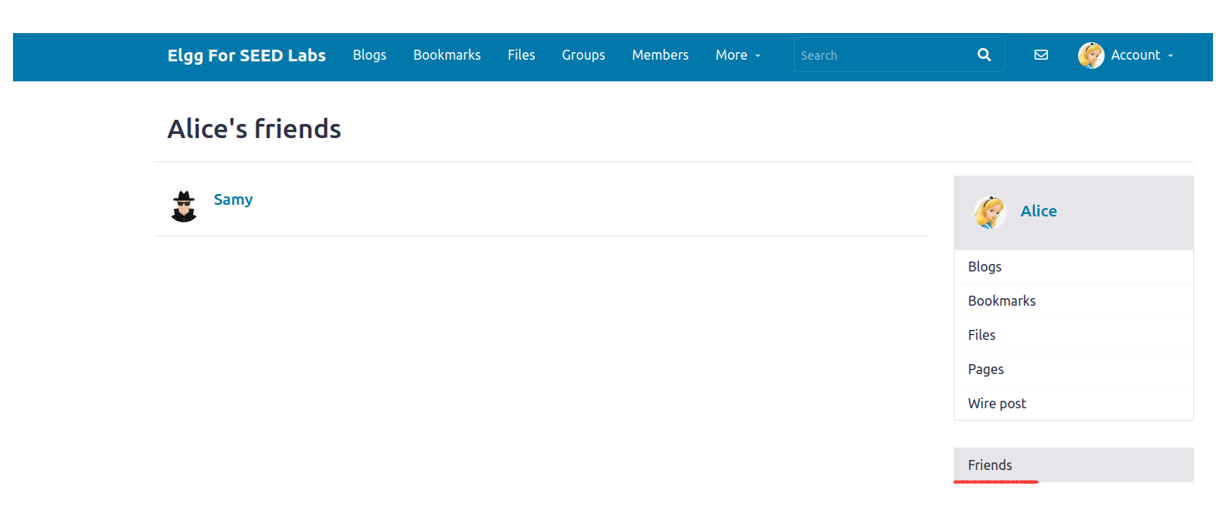 Elgg For SEED Labs Blogs Bookmarks Files Groups Members More Search Account
Alice's friends
Samy
Alice
Blogs
Bookmarks
Files
Pages
Wire post
Friends